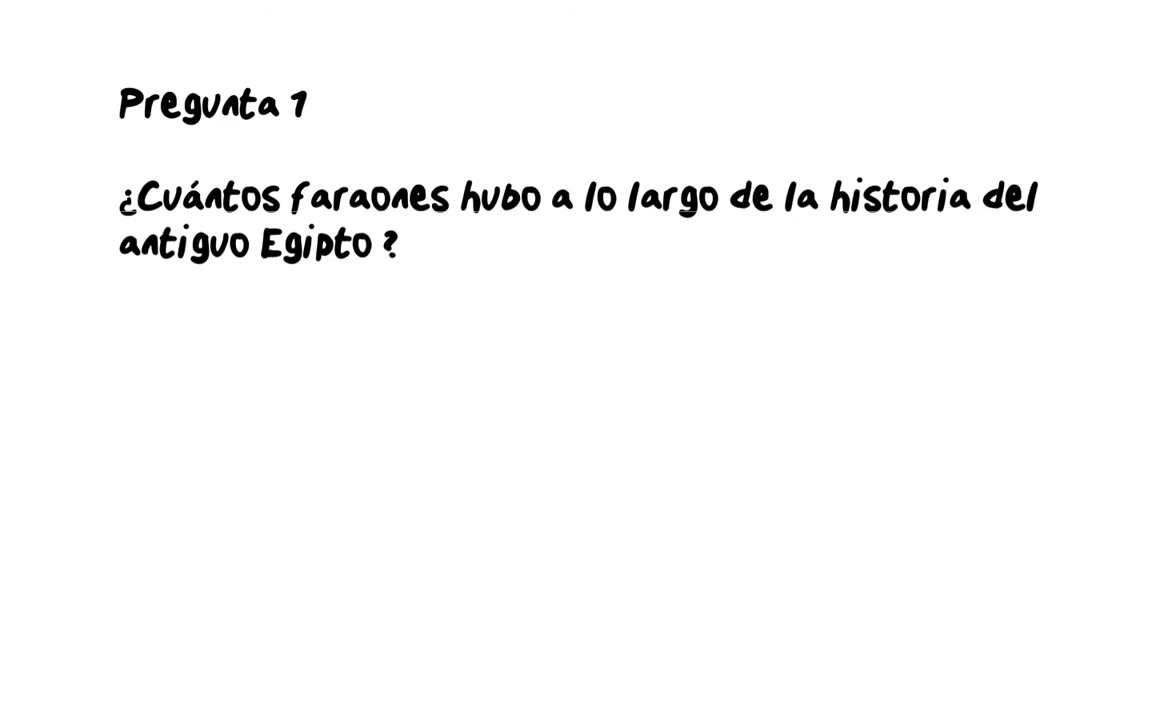 Pregunta 1
¿Cuántos faraones hubo a lo largo de la historia del
antiguo Egipto ?